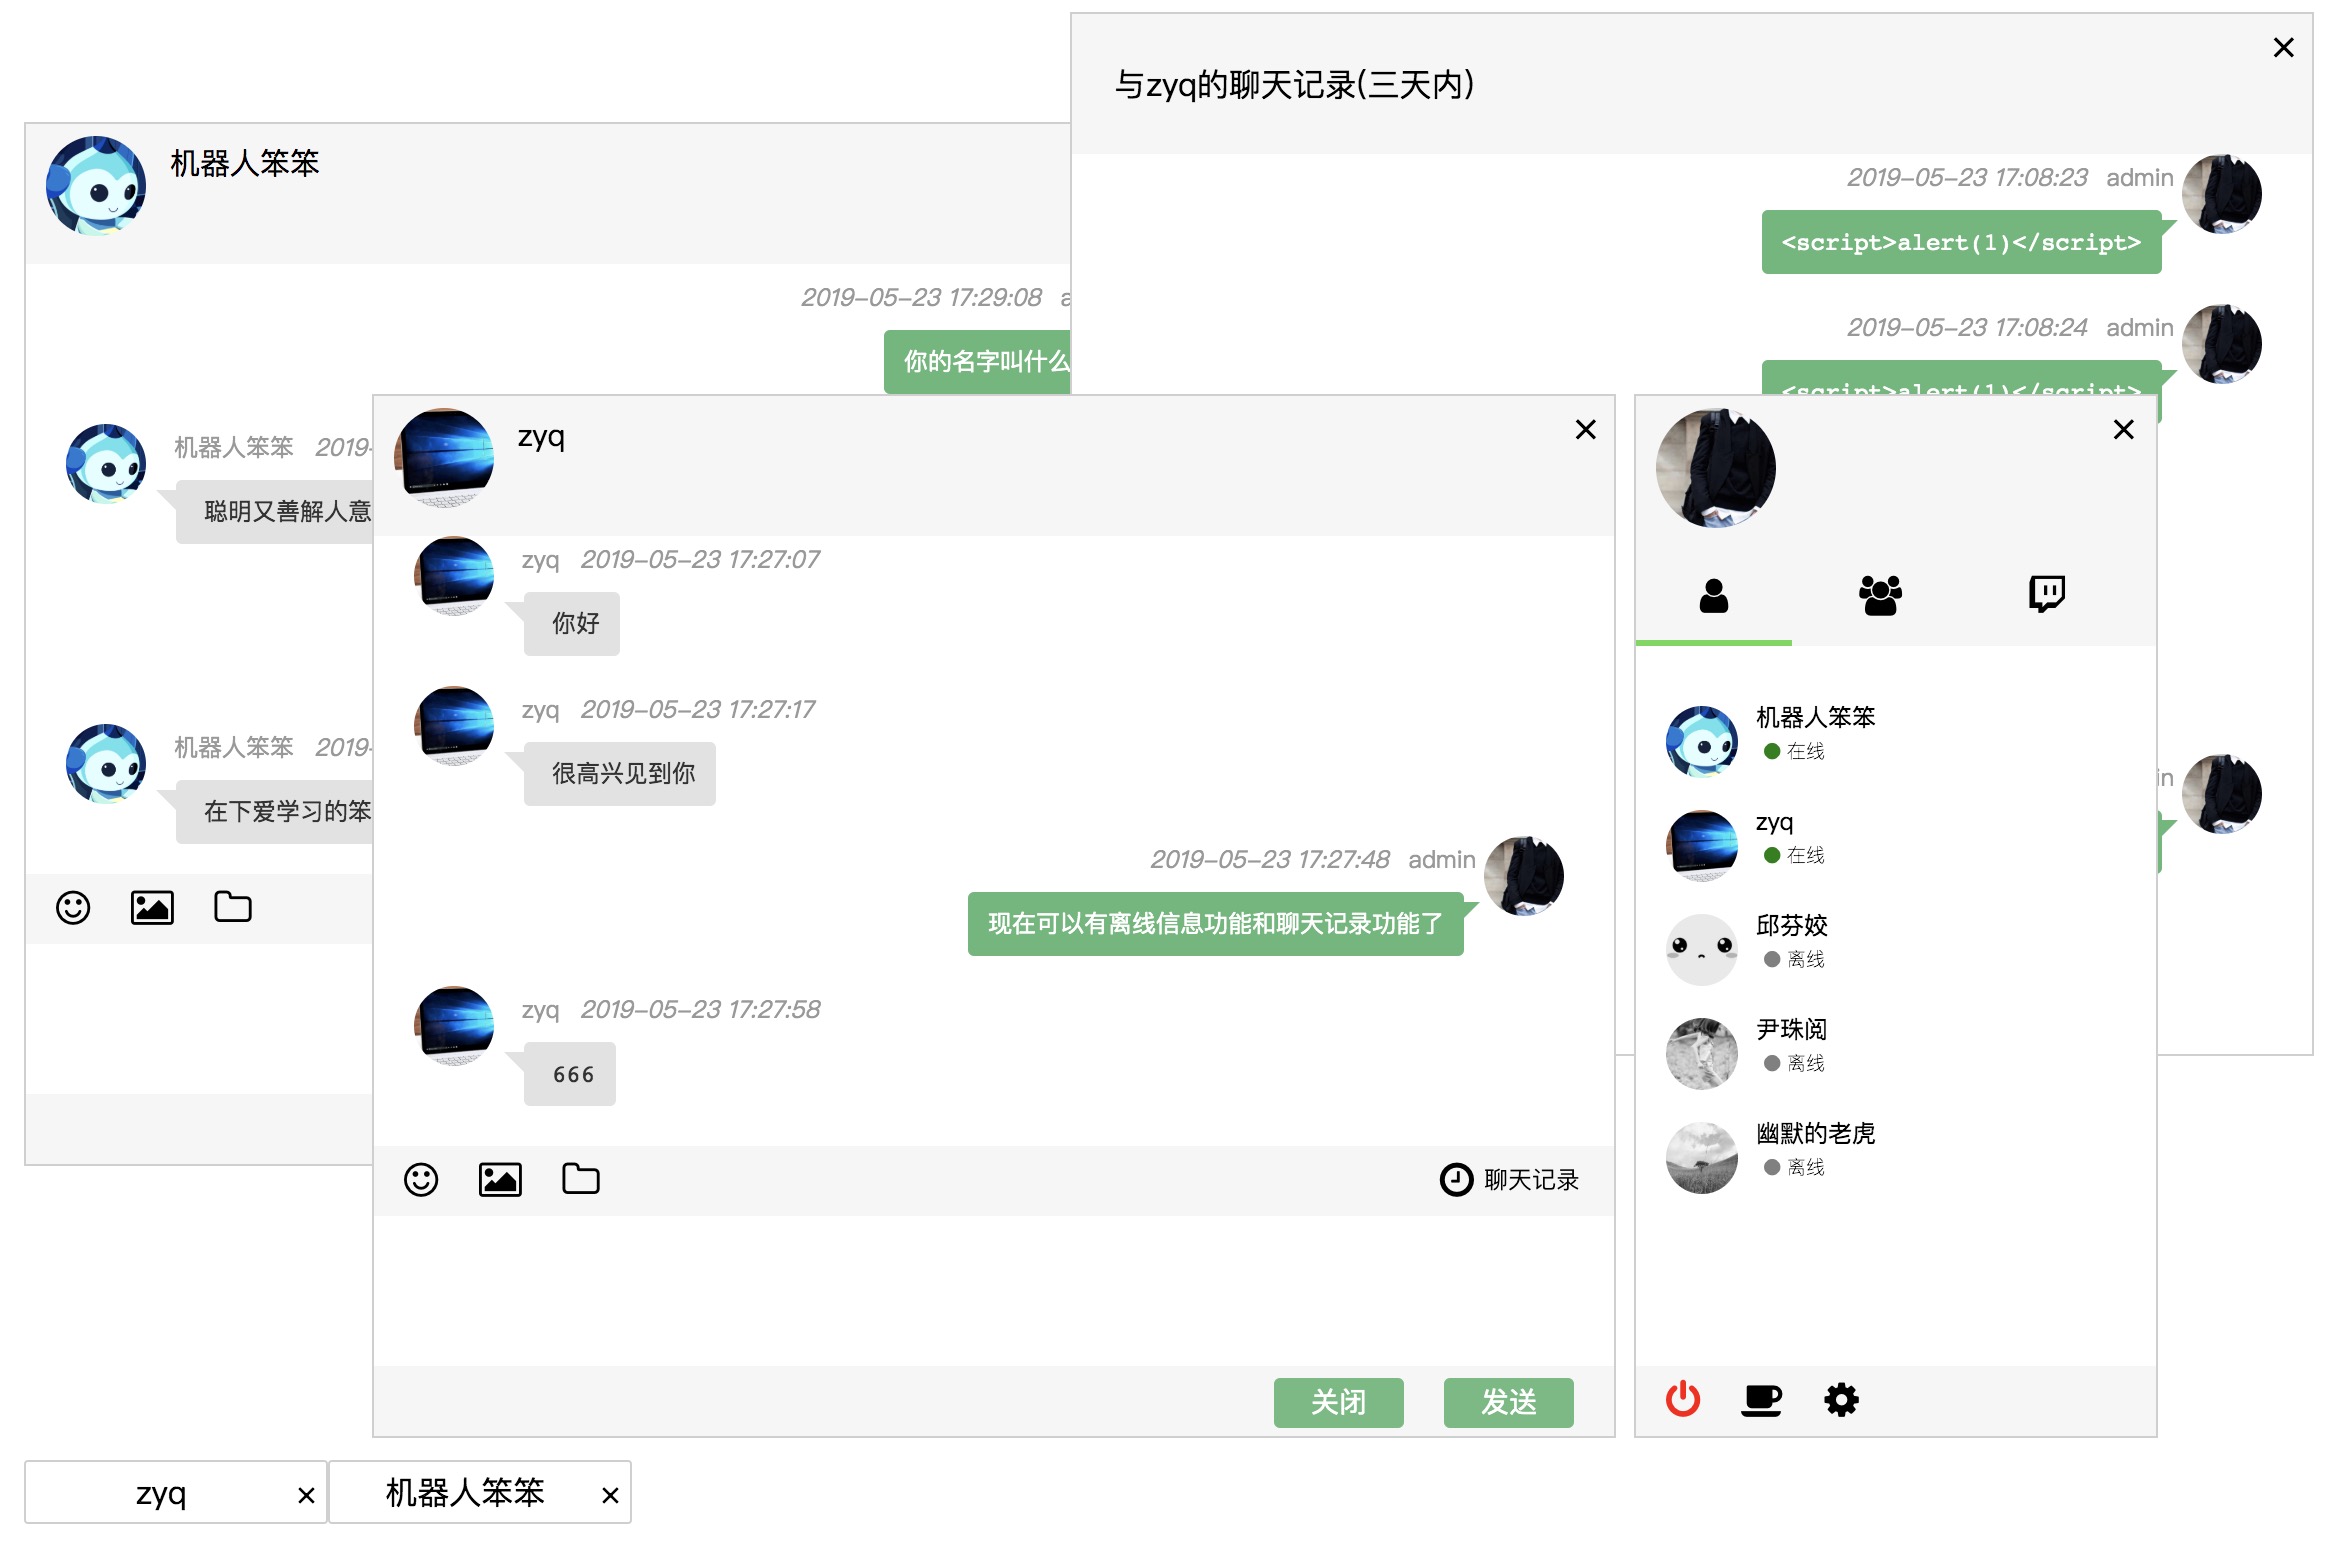 与zyq的聊天记录(三天内)
2019-05-23 17:08:23 admin
<script>alert(1)</script>
2019-05-23 17:08:24 admin
<script>alert(1)</script>
机器人笨笨
2019-05-23 17:29:08
你的名字叫什么
机器人笨笨 2019-
聪明又善解人意
机器人笨笨 2019-
在下爱学习的笨
zyq
zyq 2019-05-23 17:27:07
你好
zyq 2019-05-23 17:27:17
很高兴见到你
2019-05-23 17:27:48 admin
现在可以有离线信息功能和聊天记录功能了
zyq 2019-05-23 17:27:58
666
聊天记录
关闭 发送
机器人笨笨
在线
zyq
在线
邱芬姣
离线
尹珠阅
离线
幽默的老虎
离线
zyq × 机器人笨笨 ×